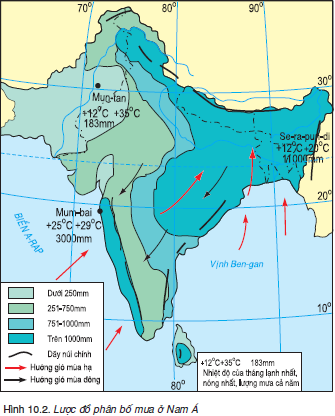 70° 80° 90°
30°
Mun-tan
+12°C +35°C
183mm
Se-ra-pun-di
+12°C +20°C
11 000mm
20°
Mum-bai
+25°C +29°C
3000mm
BIỂN A-RAP
Vịnh Ben-gan
10°
Dưới 250mm
251-750mm
751-1000mm
Trên 1000mm
Dãy núi chính
Hướng gió mùa hạ
Hướng gió mùa đông
+12°C+35°C 183mm
Nhiệt độ của tháng lạnh nhất,
nóng nhất, lượng mưa cả năm
80° 90°
Hình 10.2. Lược đồ phân bố mưa ở Nam Á